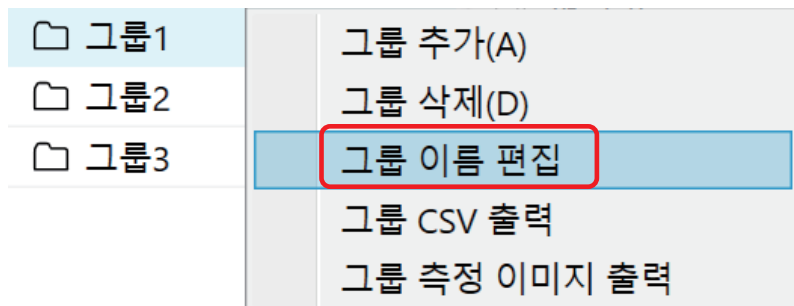 그룹1
그룹2
그룹3
그룹 추가(A)
그룹 삭제(D)
그룹 이름 편집
그룹 CSV 출력
그룹 측정 이미지 출력